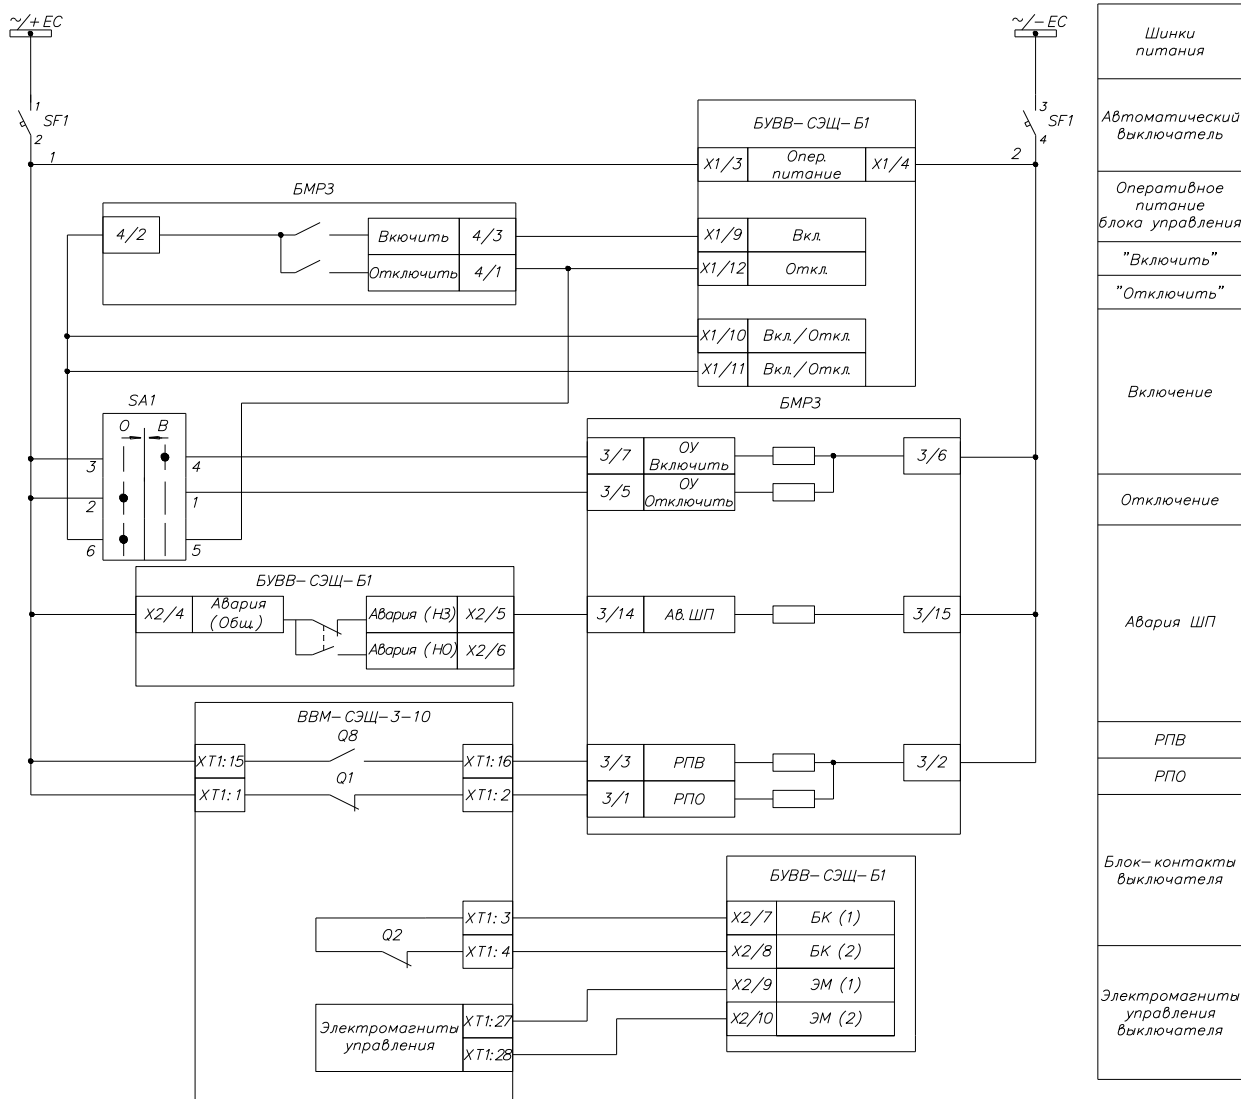 ~/+EC
~/-EC
1
SF1
2
1
3
SF1
4
2
БУВВ-СЭЩ-Б1
X1/3
Опер.
питание
X1/4
X1/9
Вкл.
X1/12
Откл.
X1/10
Вкл./Откл.
X1/11
Вкл./Откл.
БМРЗ
4/2
Вкючить
4/3
Отключить
4/1
SA1
О
В
3
4
2
1
6
5
БМРЗ
3/7
ОУ
Включить
3/6
3/5
ОУ
Отключить
3/14
Ав. ШП
3/15
3/3
РПВ
3/2
3/1
РПО
БУВВ-СЭЩ-Б1
X2/4
Авария
(Общ.)
Авария (НЗ)
X2/5
Авария (НО)
X2/6
ВВМ-СЭЩ-3-10
Q8
XT1:15
XT1:16
Q1
XT1:1
XT1:2
XT1:3
Q2
XT1:4
Электромагниты
управления
XT1:27
XT1:28
БУВВ-СЭЩ-Б1
X2/7
БК (1)
X2/8
БК (2)
X2/9
ЭМ (1)
X2/10
ЭМ (2)
Шинки
питания
Автоматический
выключатель
Оперативное
питание
блока управления
"Включить"
"Отключить"
Включение
Отключение
Авария ШП
РПВ
РПО
Блок-контакты
выключателя
Электромагниты
управления
выключателя